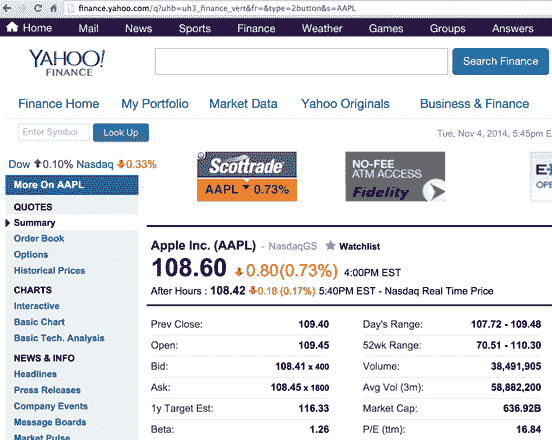 finance.yahoo.com/q?uhb=uh3_finance_vert&fr=&type=2button&s=AAPL
Home Mail News Sports Finance Weather Games Groups Answers
YAHOO! FINANCE
Search Finance
Finance Home My Portfolio Market Data Yahoo Originals Business & Finance
Enter Symbol Look Up
Tue, Nov 4, 2014, 5:45pm E
Dow 0.10% Nasdaq 0.33%
Scottrade
AAPL 0.73%
NO-FEE
ATM ACCESS
Fidelity
E
OPE
More On AAPL
QUOTES
Summary
Order Book
Options
Historical Prices
CHARTS
Interactive
Basic Chart
Basic Tech. Analysis
NEWS & INFO
Headlines
Press Releases
Company Events
Message Boards
Market Pulse
Apple Inc. (AAPL) - NasdaqGS Watchlist
108.60 0.80(0.73%) 4:00PM EST
After Hours : 108.42 0.18 (0.17%) 5:40PM EST - Nasdaq Real Time Price
Prev Close: 109.40
Open: 109.45
Bid: 108.41 x 400
Ask: 108.45 x 1800
1y Target Est: 116.33
Beta: 1.26
Day's Range: 107.72 - 109.48
52wk Range: 70.51 - 110.30
Volume: 38,491,905
Avg Vol (3m): 58,882,200
Market Cap: 636.92B
P/E (ttm): 16.84